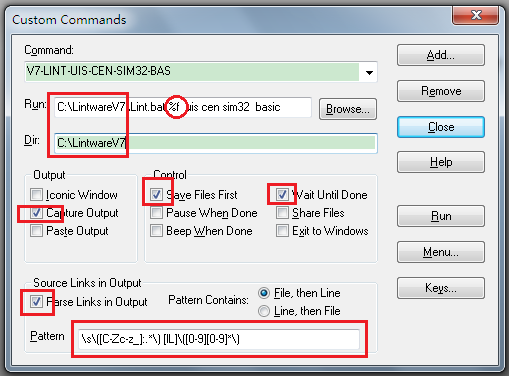 Custom Commands
Command:
V7-LINT-UIS-CEN-SIM32-BAS
Add...
Run: C:\LintwareV7\Lint.bat %f uis cen sim32 basic
Browse...
Remove
Dir: C:\LintwareV7
Close
Help
Output
Iconic Window
Capture Output
Paste Output
Control
Save Files First
Pause When Done
Beep When Done
Wait Until Done
Share Files
Exit to Windows
Run
Menu...
Keys...
Source Links in Output
Parse Links in Output
Pattern Contains:
File, then Line
Line, then File
Pattern \s\([C-Zc-z_]:.*\) [IL]\([0-9][0-9]*\)